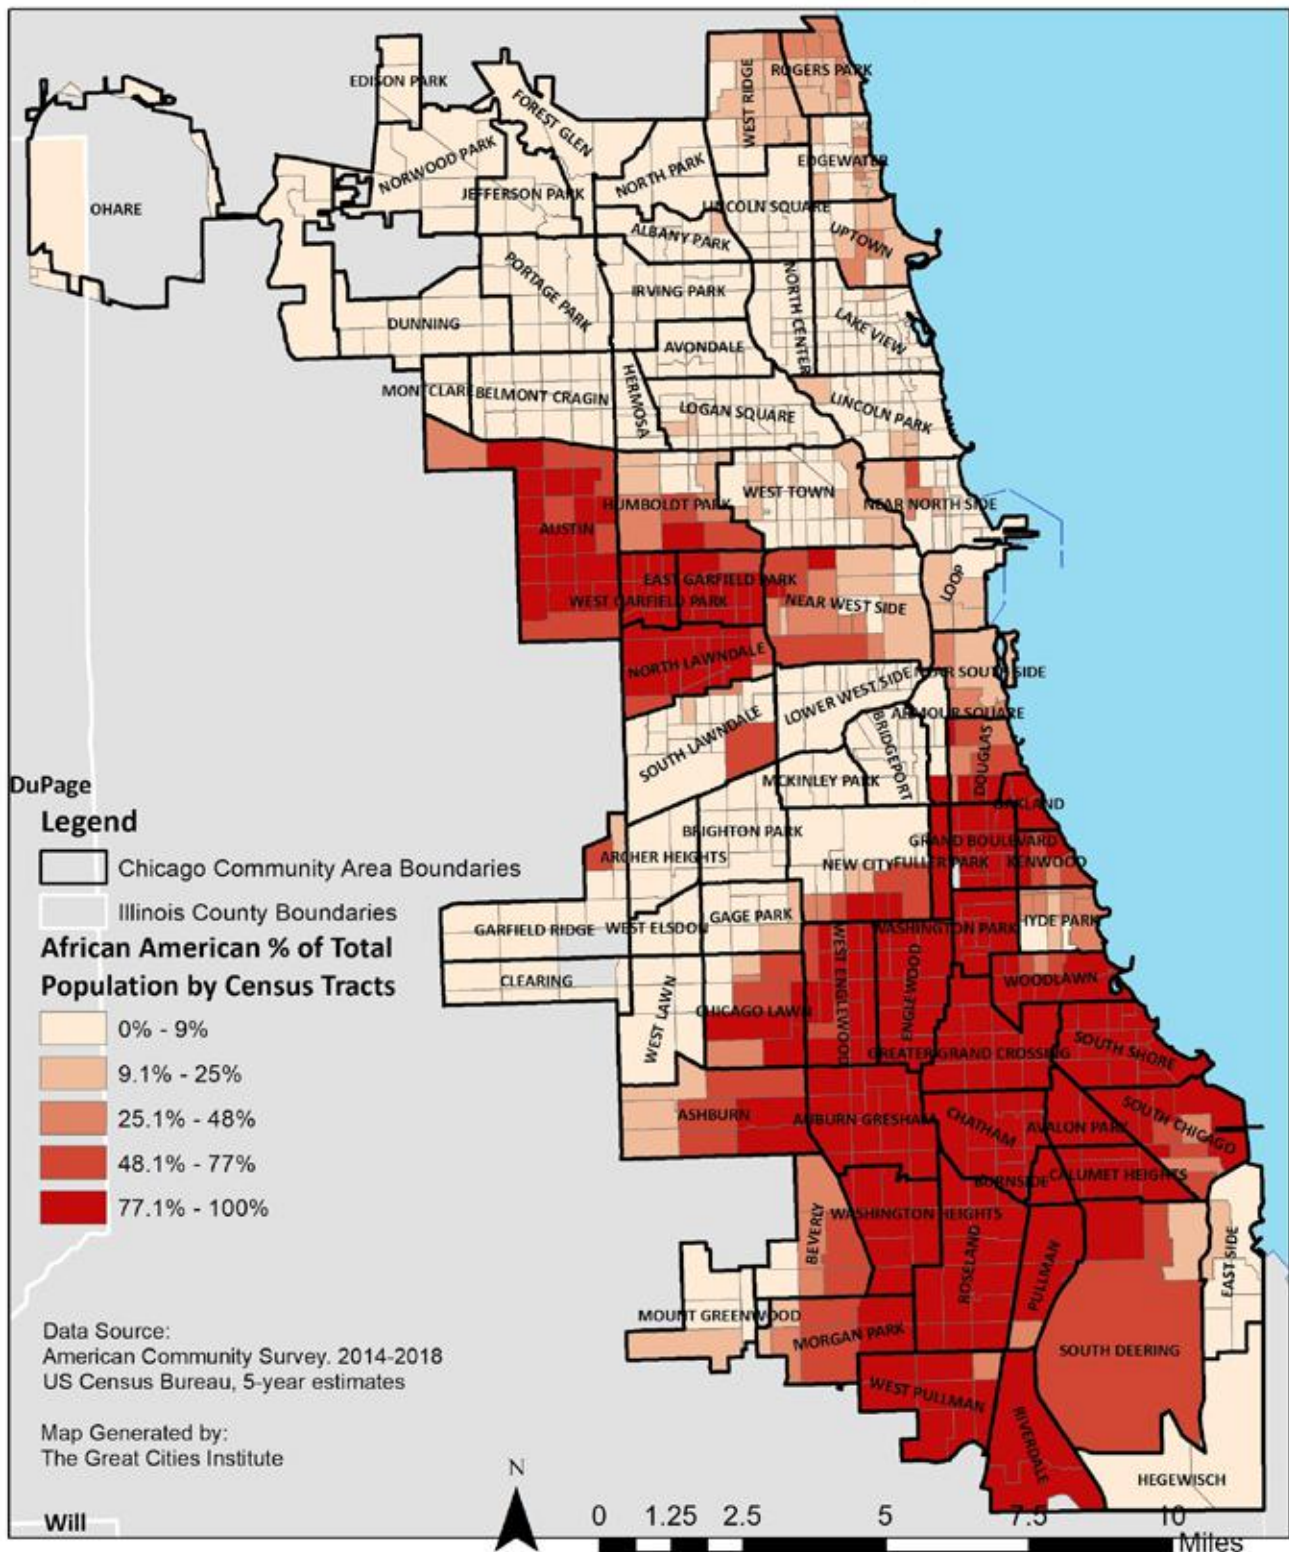 EDISON PARK
ROGERS PARK
WEST RIDGE
FOREST GLEN
NORWOOD PARK
NORTH PARK
EDGEWATER
JEFFERSON PARK
OHARE
LINCOLN SQUARE
ALBANY PARK
UPTOWN
PORTAGE PARK
IRVING PARK
NORTH CENTER
DUNNING
LAKE VIEW
AVONDALE
MONTCLARE
BELMONT CRAGIN
HERMOSA
LOGAN SQUARE
LINCOLN PARK
WEST TOWN
HUMBOLDT PARK
NEAR NORTH SIDE
AUSTIN
EAST GARFIELD PARK
LOOP
WEST GARFIELD PARK
NEAR WEST SIDE
NORTH LAWNDALE
NEAR SOUTH SIDE
LOWER WEST SIDE
ARMOUR SQUARE
SOUTH LAWNDALE
BRIDGEPORT
DOUGLAS
MCKINLEY PARK
OAKLAND
BRIGHTON PARK
GRAND BOULEVARD
ARCHER HEIGHTS
NEW CITY
FULLER PARK
KENWOOD
GAGE PARK
HYDE PARK
GARFIELD RIDGE
WEST ELSDON
WASHINGTON PARK
CLEARING
WEST ENGLEWOOD
ENGLEWOOD
WOODLAWN
WEST LAWN
CHICAGO LAWN
GREATER GRAND CROSSING
SOUTH SHORE
ASHBURN
AUBURN GRESHAM
CHATHAM
AVALON PARK
SOUTH CHICAGO
BURNSIDE
CALUMET HEIGHTS
BEVERLY
WASHINGTON HEIGHTS
ROSELAND
PULLMAN
EAST SIDE
MOUNT GREENWOOD
MORGAN PARK
SOUTH DEERING
WEST PULLMAN
RIVERDALE
HEGEWISCH
DuPage
Legend
Chicago Community Area Boundaries
Illinois County Boundaries
African American % of Total
Population by Census Tracts
0% - 9%
9.1% - 25%
25.1% - 48%
48.1% - 77%
77.1% - 100%
Data Source:
American Community Survey. 2014-2018
US Census Bureau, 5-year estimates
Map Generated by:
The Great Cities Institute
Will
N
0 1.25 2.5 5 7.5 10
Miles